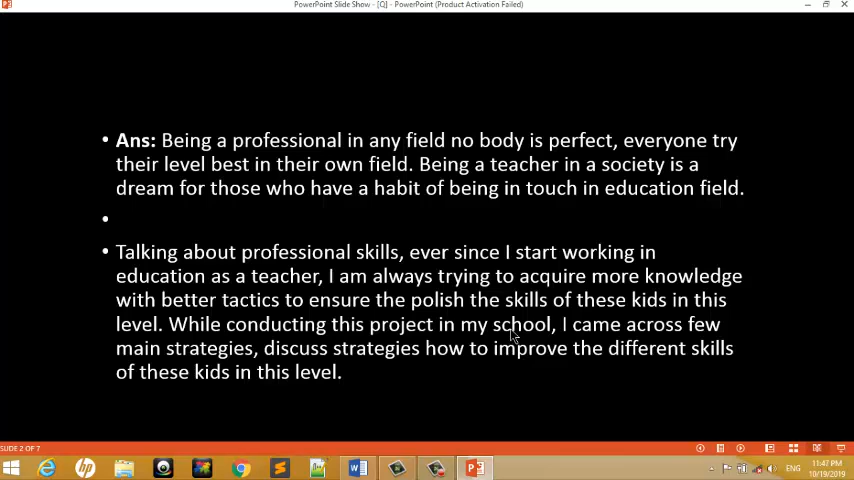 PowerPoint Slide Show - [Q] - PowerPoint (Product Activation Failed)
• Ans: Being a professional in any field no body is perfect, everyone try
their level best in their own field. Being a teacher in a society is a
dream for those who have a habit of being in touch in education field.
•
• Talking about professional skills, ever since I start working in
education as a teacher, I am always trying to acquire more knowledge
with better tactics to ensure the polish the skills of these kids in this
level. While conducting this project in my school, I came across few
main strategies, discuss strategies how to improve the different skills
of these kids in this level.
SLIDE 2 OF 7
ENG
11:47 PM
10/19/2019